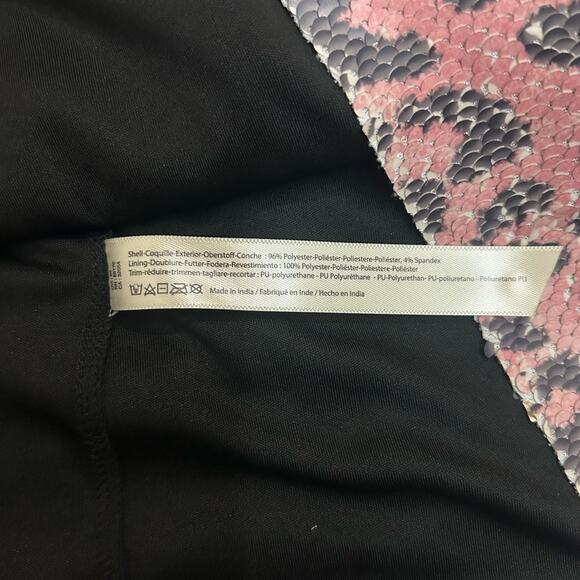 Shell-Coquille-Exterior-Oberstoff-Conche : 96% Polyester-Poliéster-Poliestere-Poliéster, 4% Spandex
Lining-Doublure-Futter-Fodera-Revestimiento : 100% Polyester-Poliéster-Poliestere-Poliéster
Trim-réduire-trimmen-tagliare-recortar : PU-polyurethane - PU Polyuréthane - PU-Polyurethan- PU-poliuretano - Poliuretano PU
Made in India / Fabriqué en Inde / Hecho en India